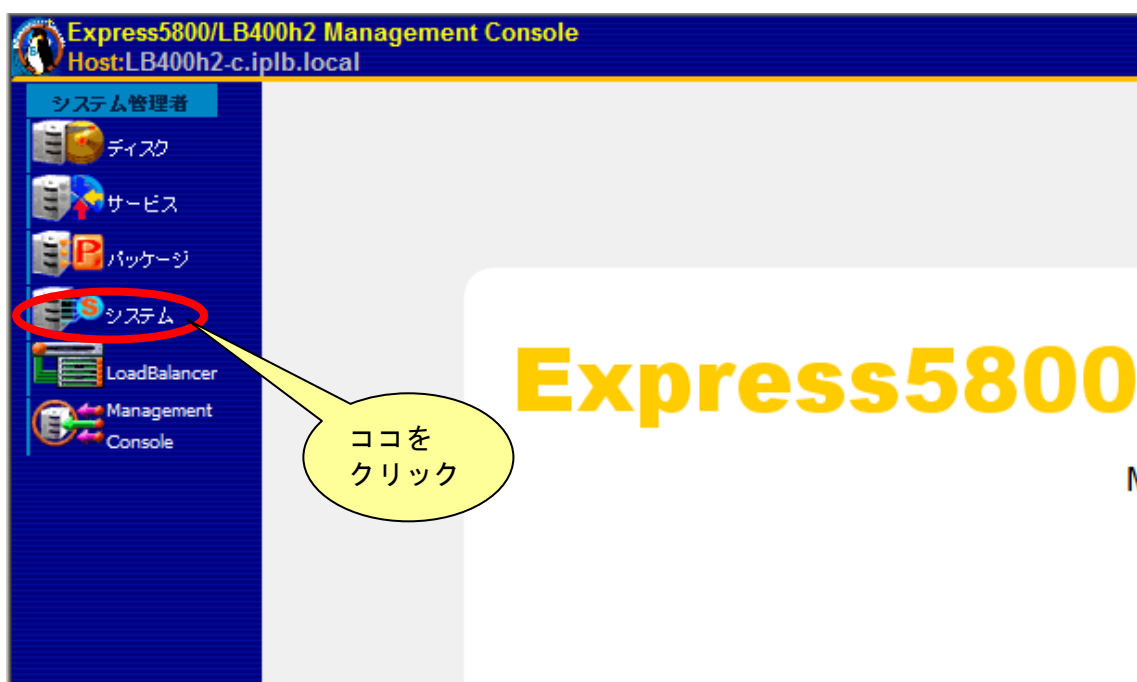 Express5800/LB400h2 Management Console
Host:LB400h2-c.iplb.local
システム管理者
ディスク
サービス
パッケージ
システム
LoadBalancer
Management
Console
ココを
クリック
Express5800
M